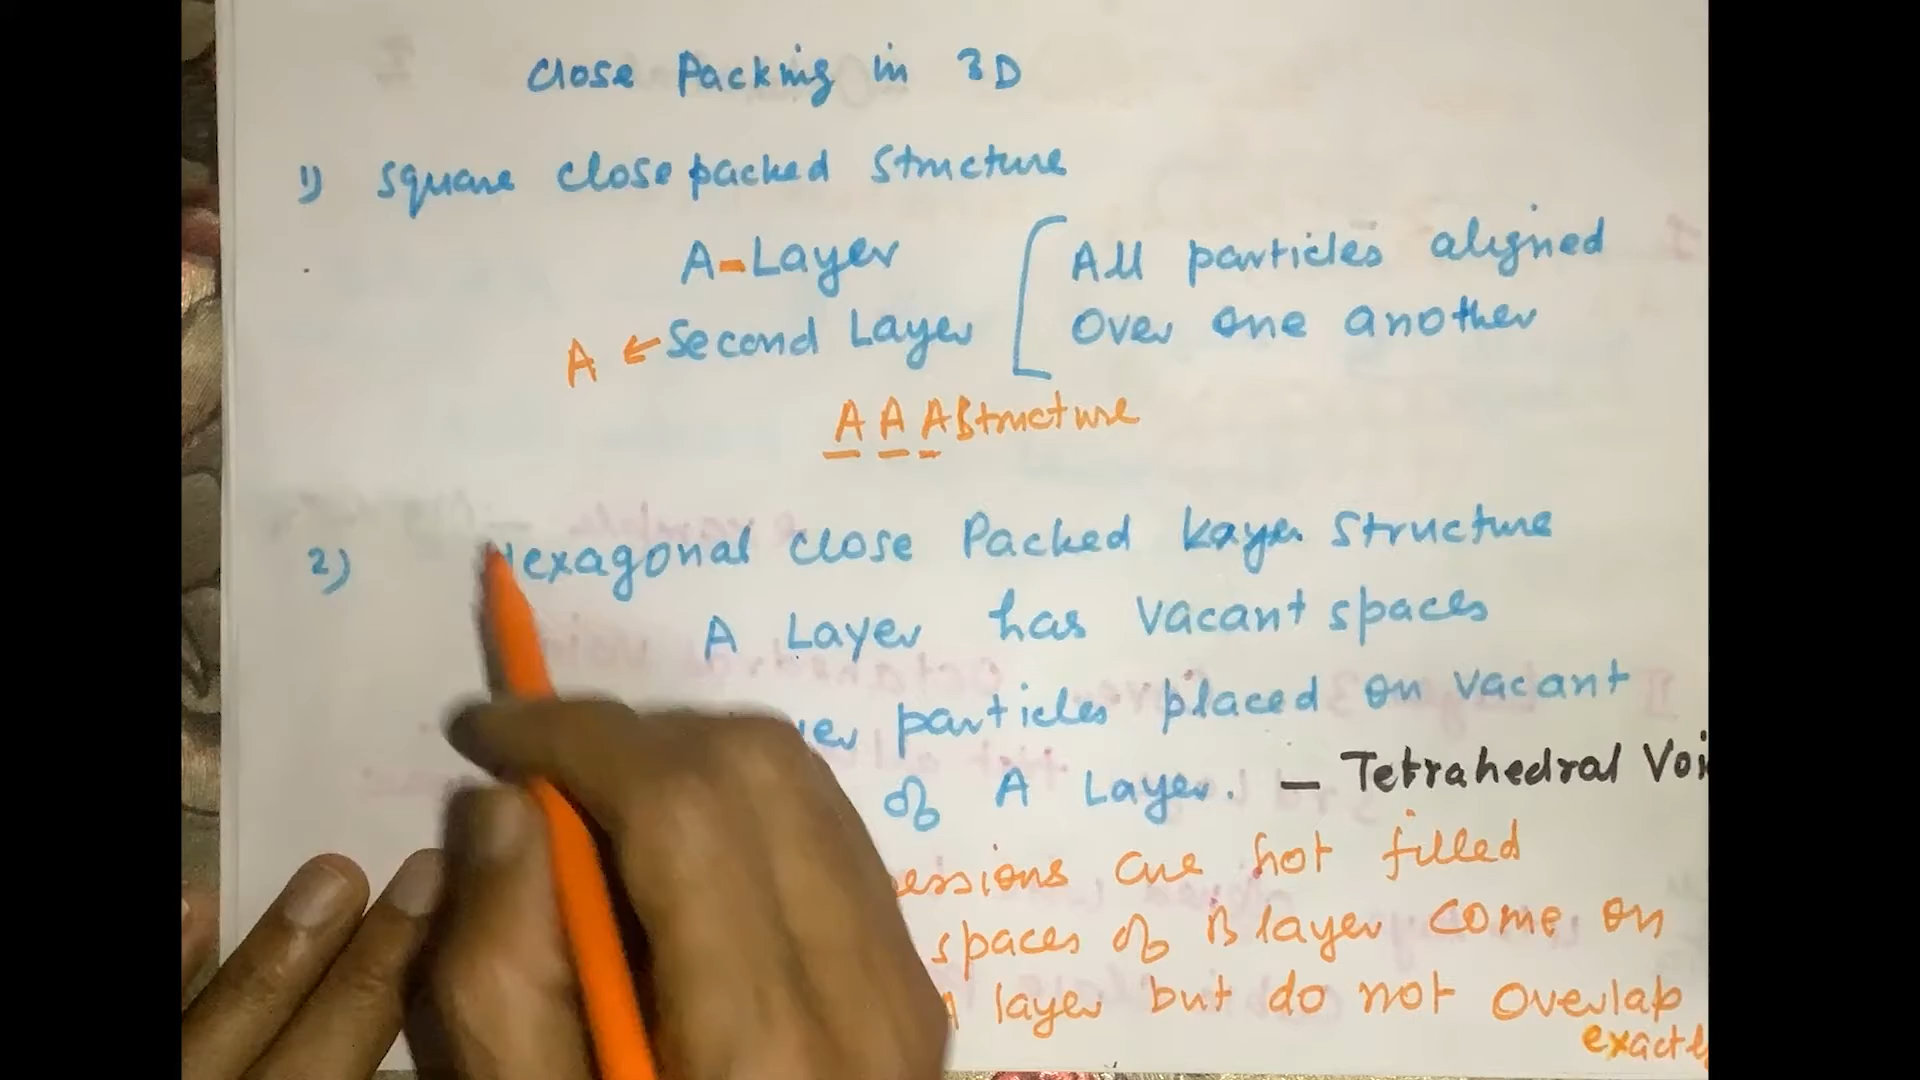 Close Packing in 3D
1) Square close packed structure
A-Layer
All particles aligned
A ← Second Layer
Over one another
A A A Structure
2) Hexagonal close Packed Layer Structure
A Layer has vacant spaces
particles placed on vacant
of A Layer. - Tetrahedral
are not filled
spaces of B layer come on
A layer but do not overlap